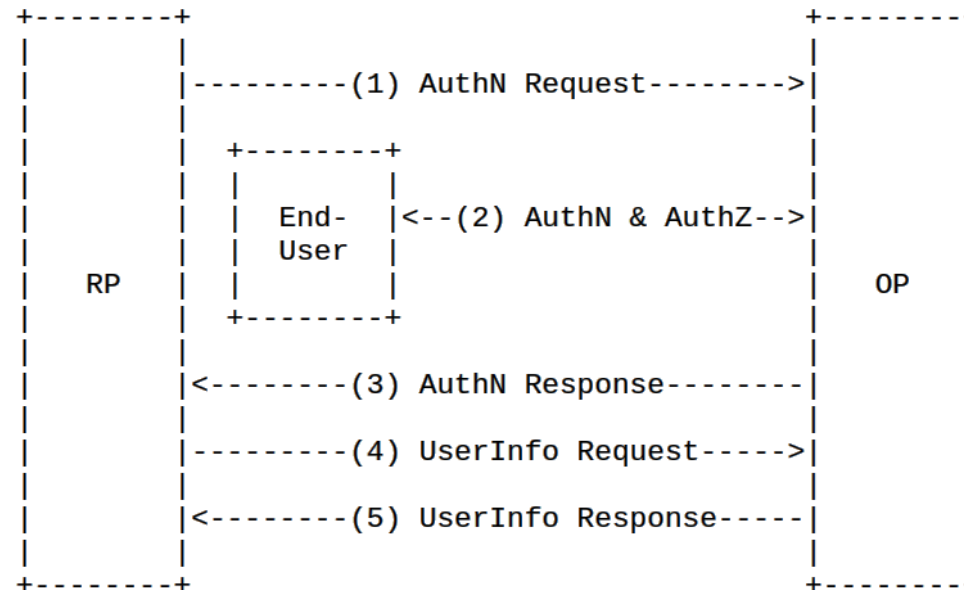 +--------+                                   +--------
|        |                                   |
|        |---------(1) AuthN Request-------->|
|        |                                   |
|        |  +--------+                       |
|        |  |        |                       |
|        |  |  End-  |<--(2) AuthN & AuthZ-->|
|        |  |  User  |                       |
|   RP   |  |        |                       |   OP
|        |  +--------+                       |
|        |                                   |
|        |<--------(3) AuthN Response--------|
|        |                                   |
|        |---------(4) UserInfo Request----->|
|        |                                   |
|        |<--------(5) UserInfo Response-----|
|        |                                   |
+--------+                                   +--------